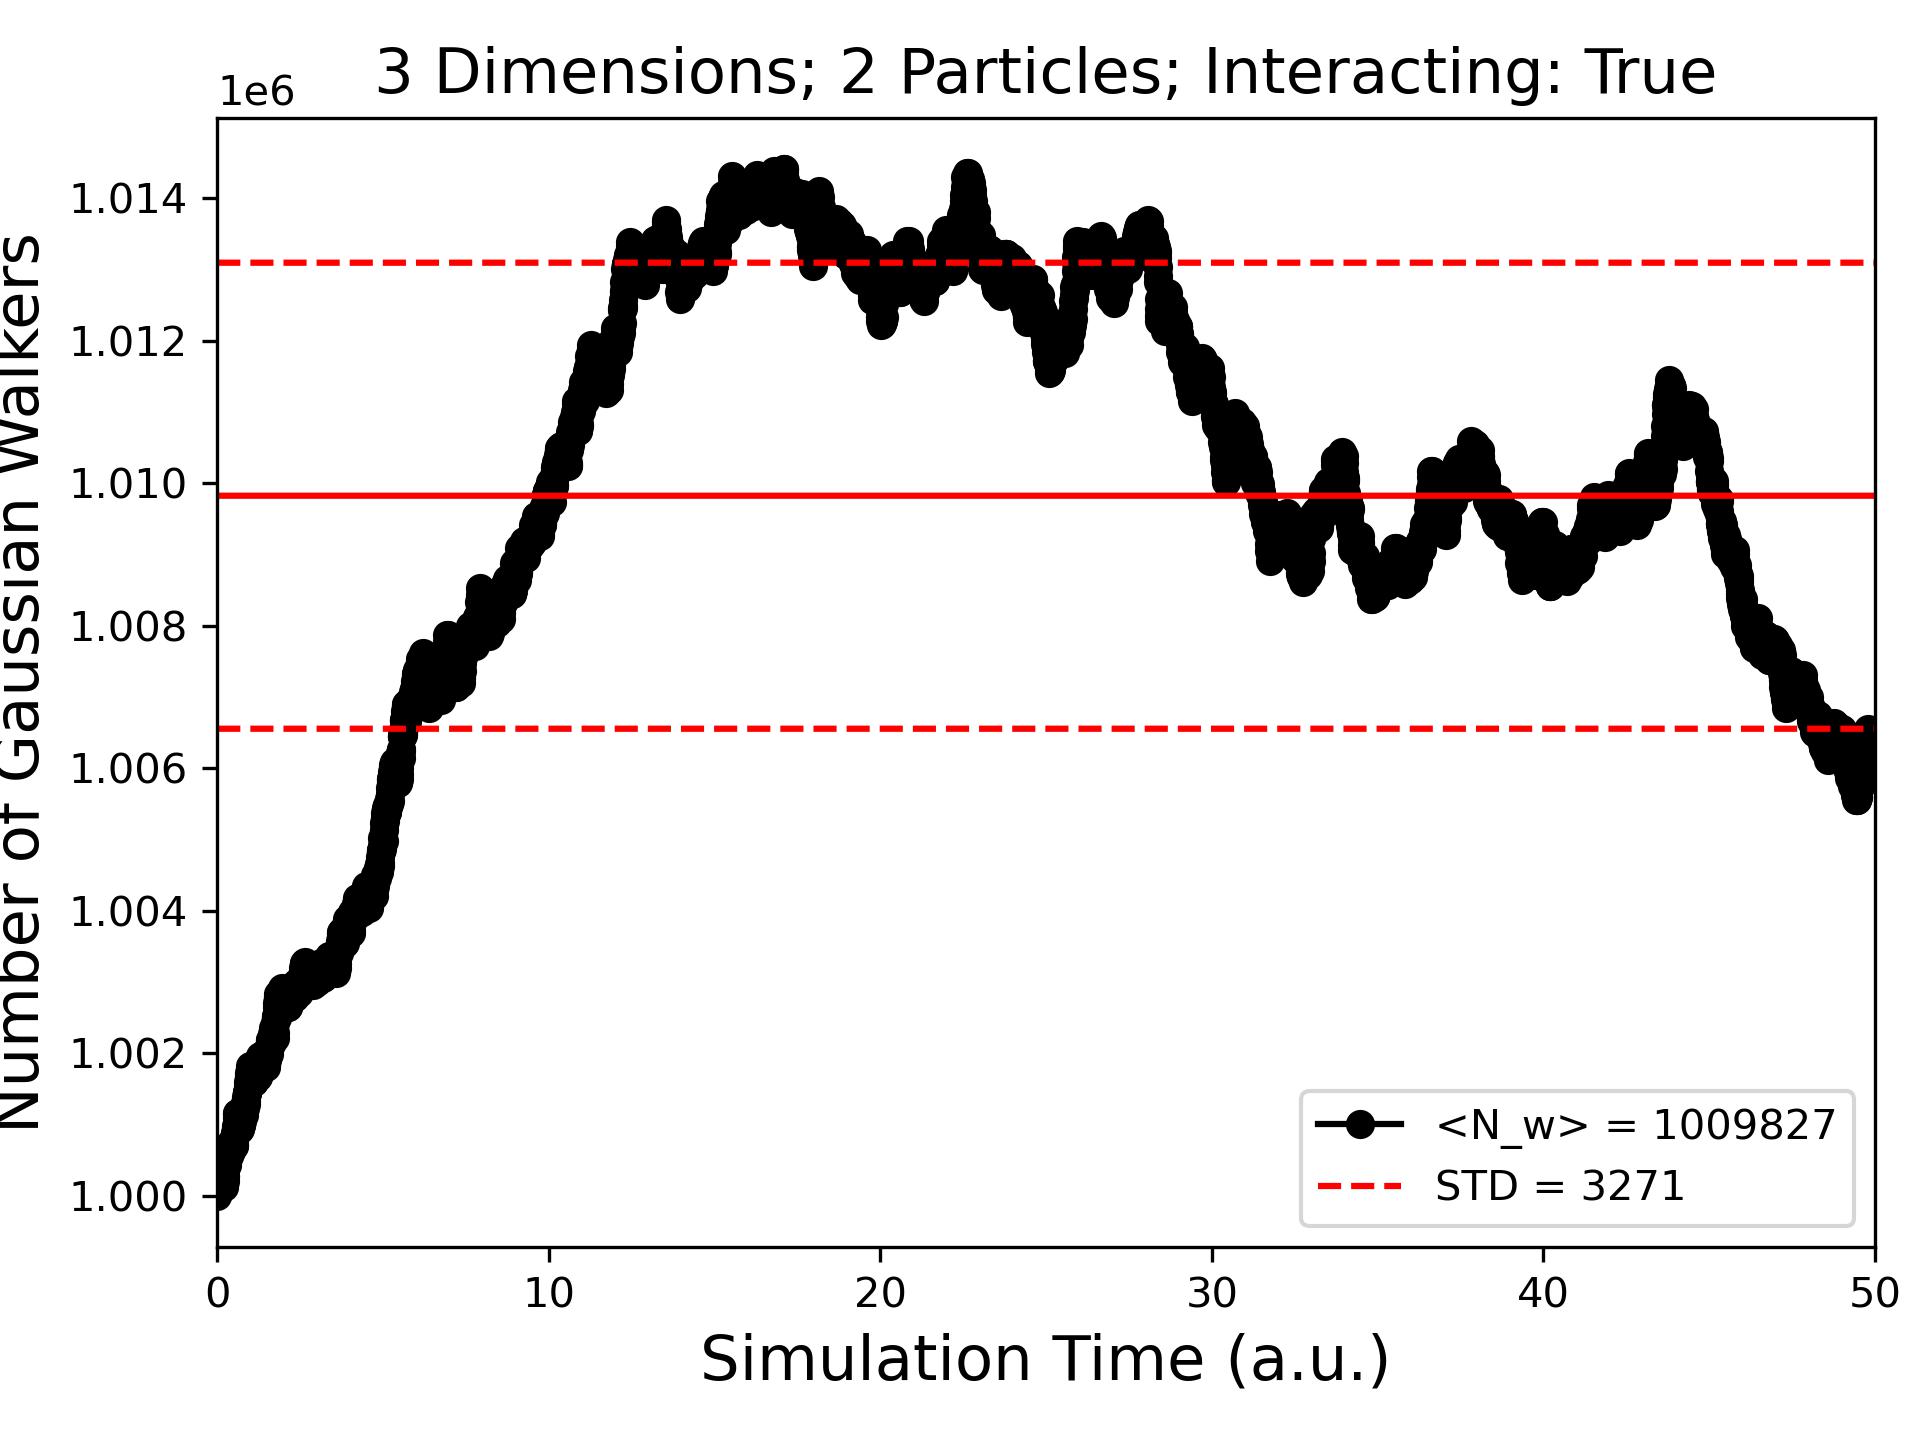 3 Dimensions; 2 Particles; Interacting: True
1e6
Number of Gaussian Walkers
1.014
1.012
1.010
1.008
1.006
1.004
1.002
1.000
<N_w> = 1009827
STD = 3271
0 10 20 30 40 50
Simulation Time (a.u.)